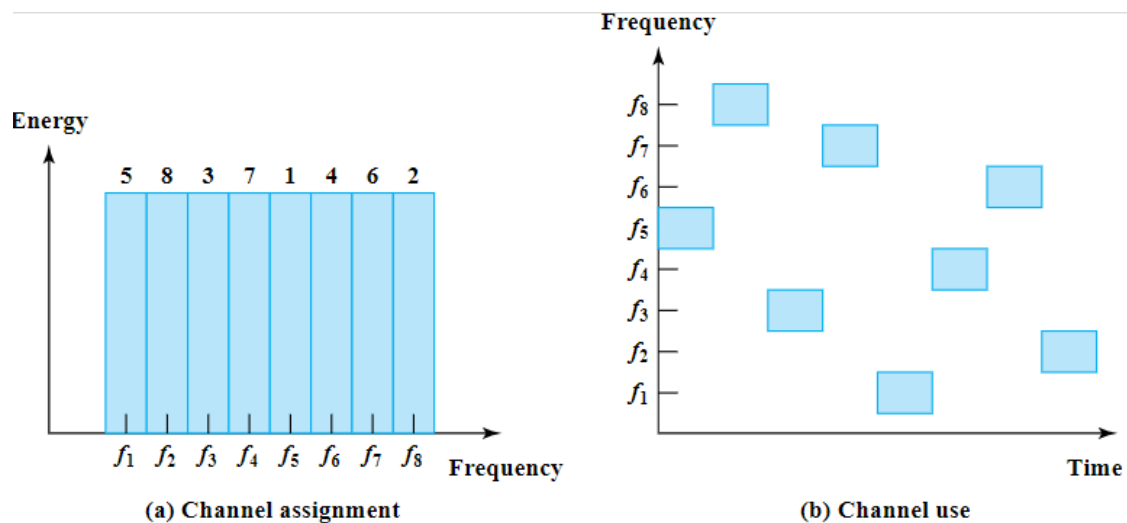 Energy
5 8 3 7 1 4 6 2
f1 f2 f3 f4 f5 f6 f7 f8
Frequency
(a) Channel assignment
Frequency
f8
f7
f6
f5
f4
f3
f2
f1
Time
(b) Channel use